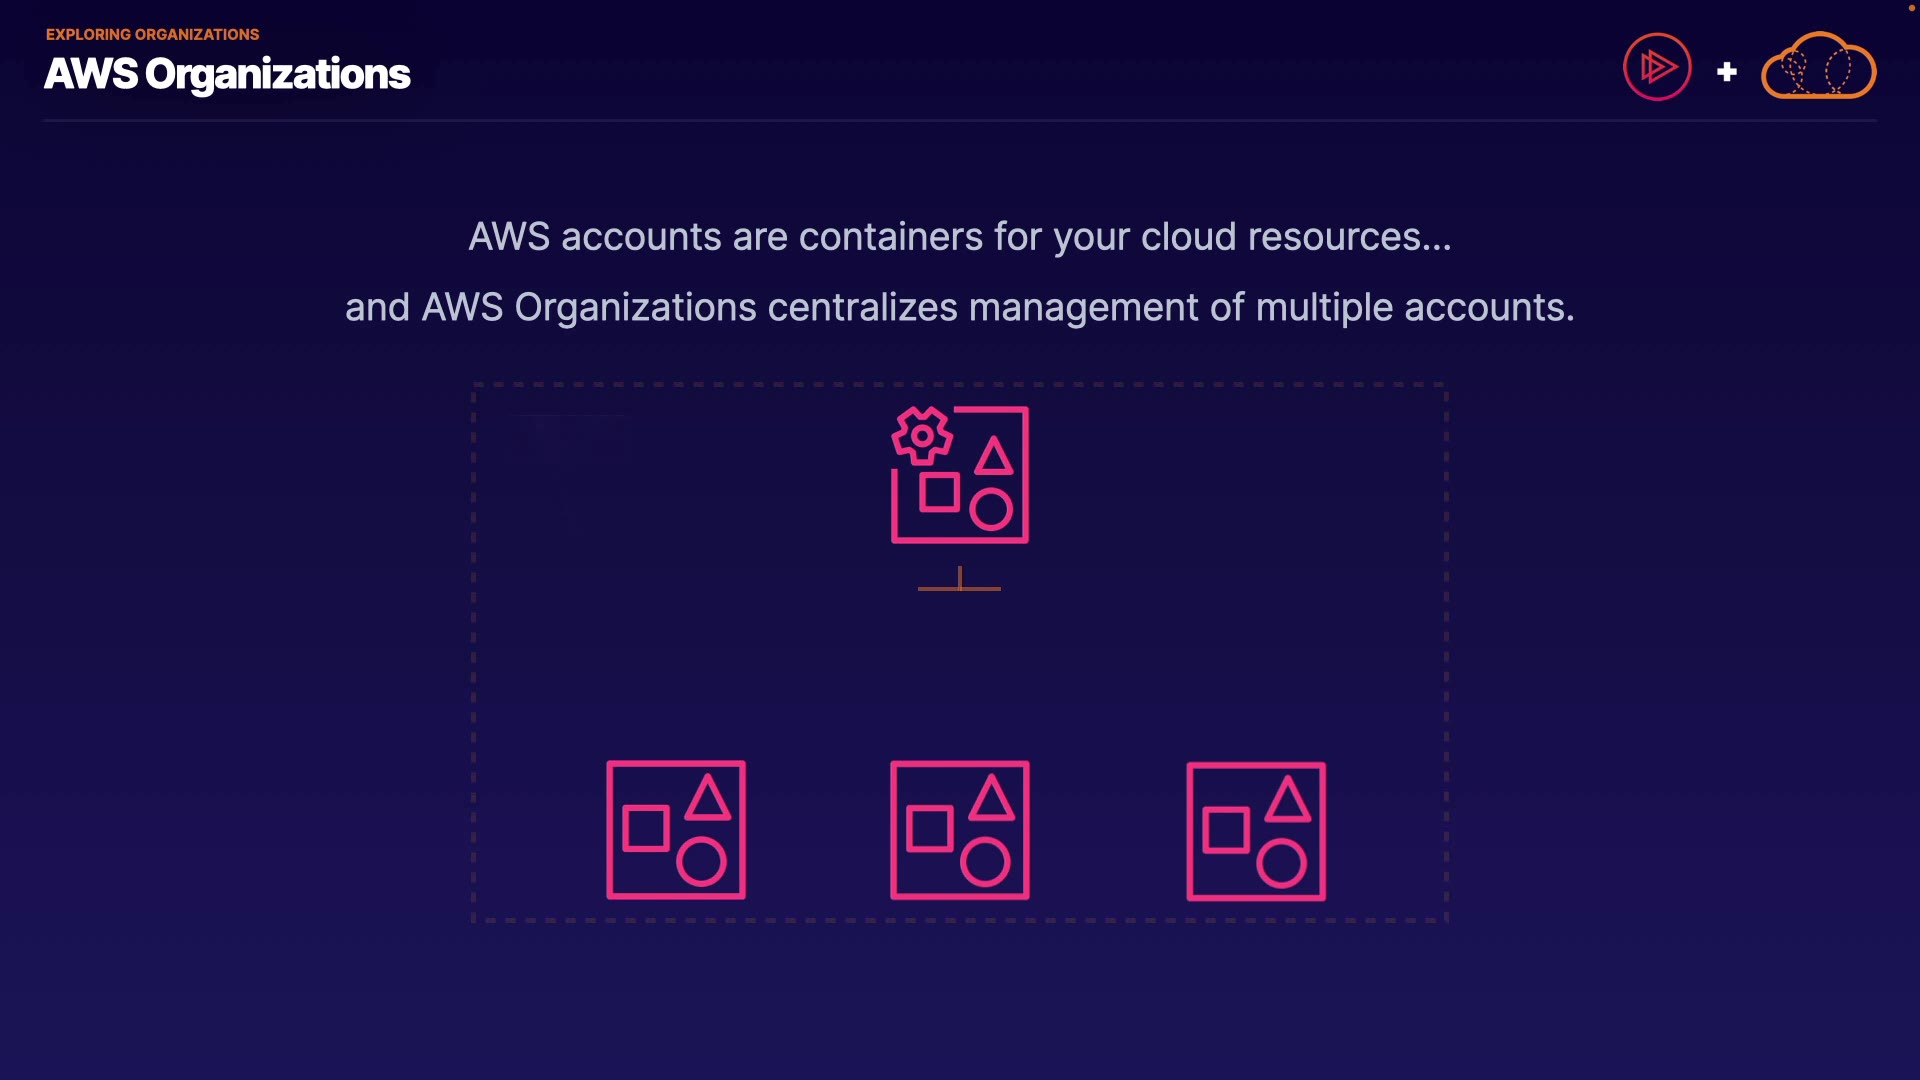 EXPLORING ORGANIZATIONS
AWS Organizations
AWS accounts are containers for your cloud resources...
and AWS Organizations centralizes management of multiple accounts.